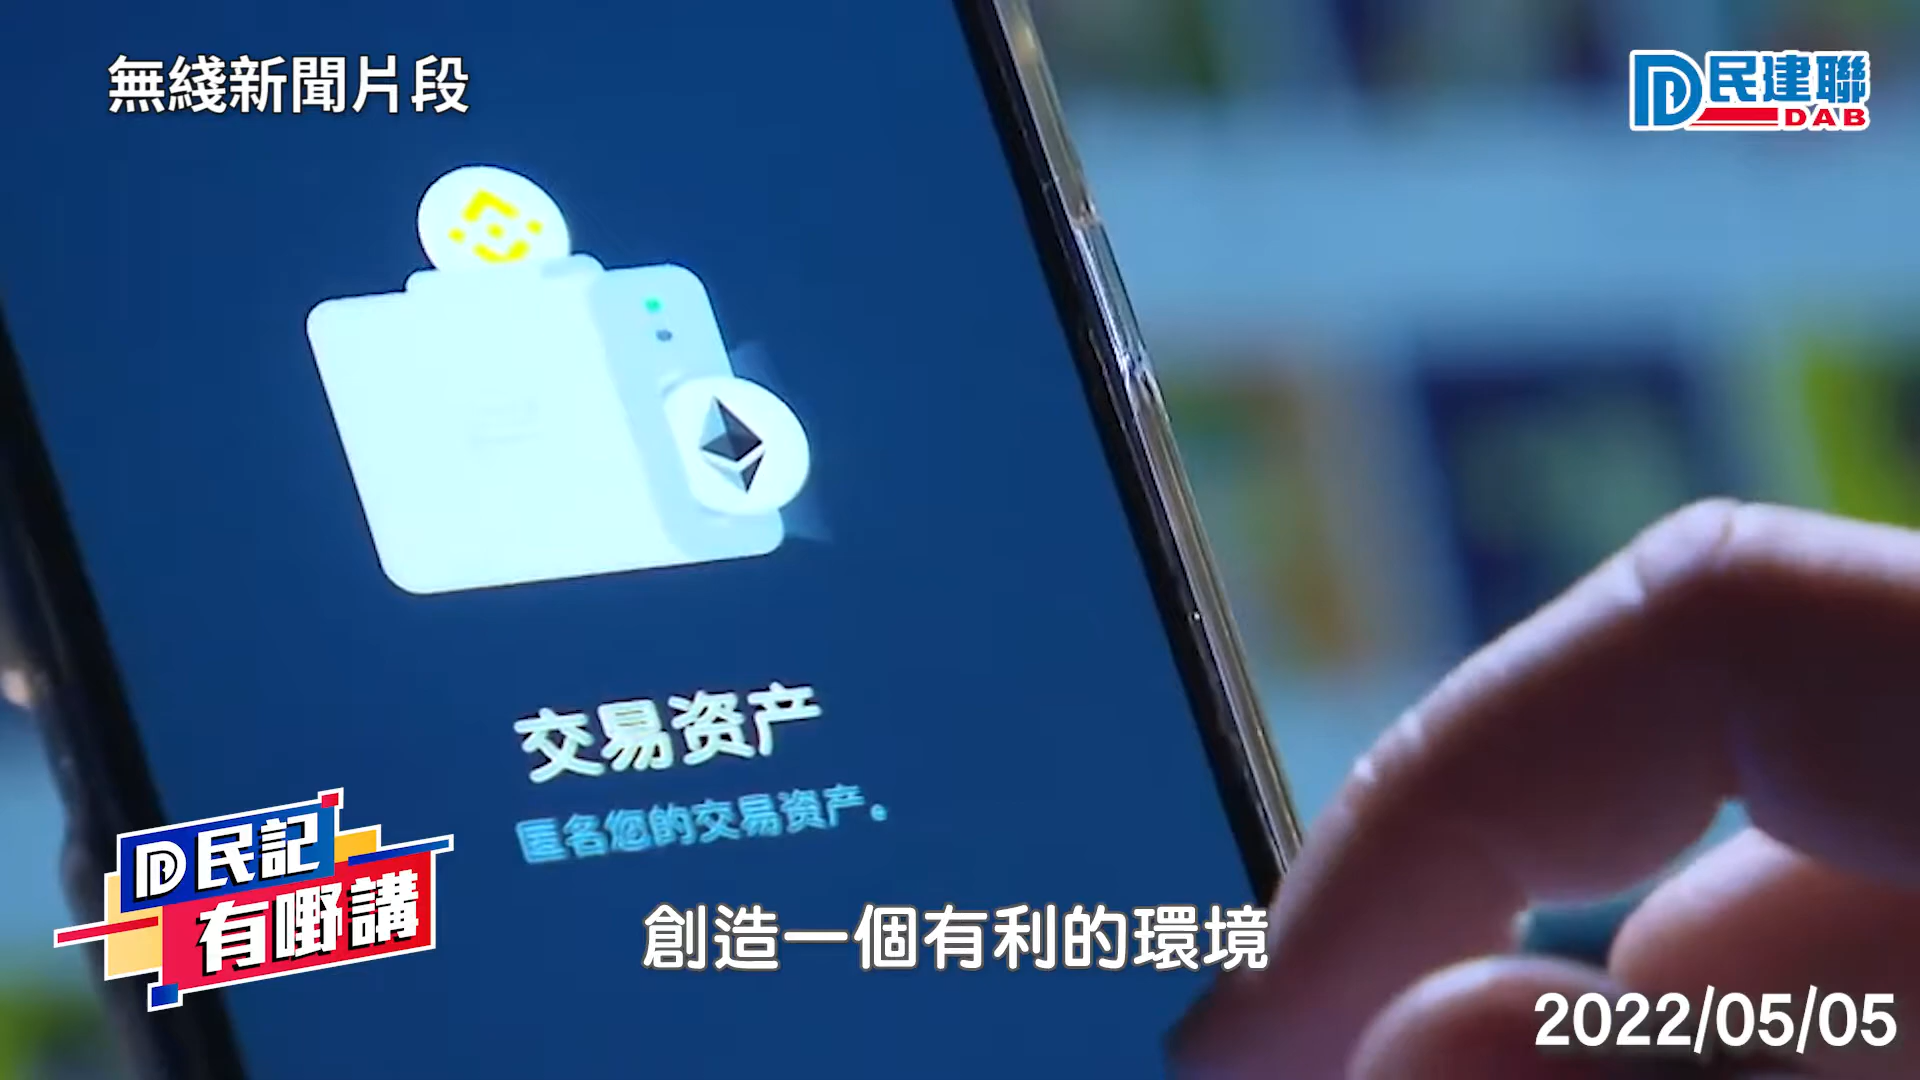 無綫新聞片段
民建聯
DAB
交易资产
匿名您的交易资产。
民記
有嘢講
創造一個有利的環境
2022/05/05